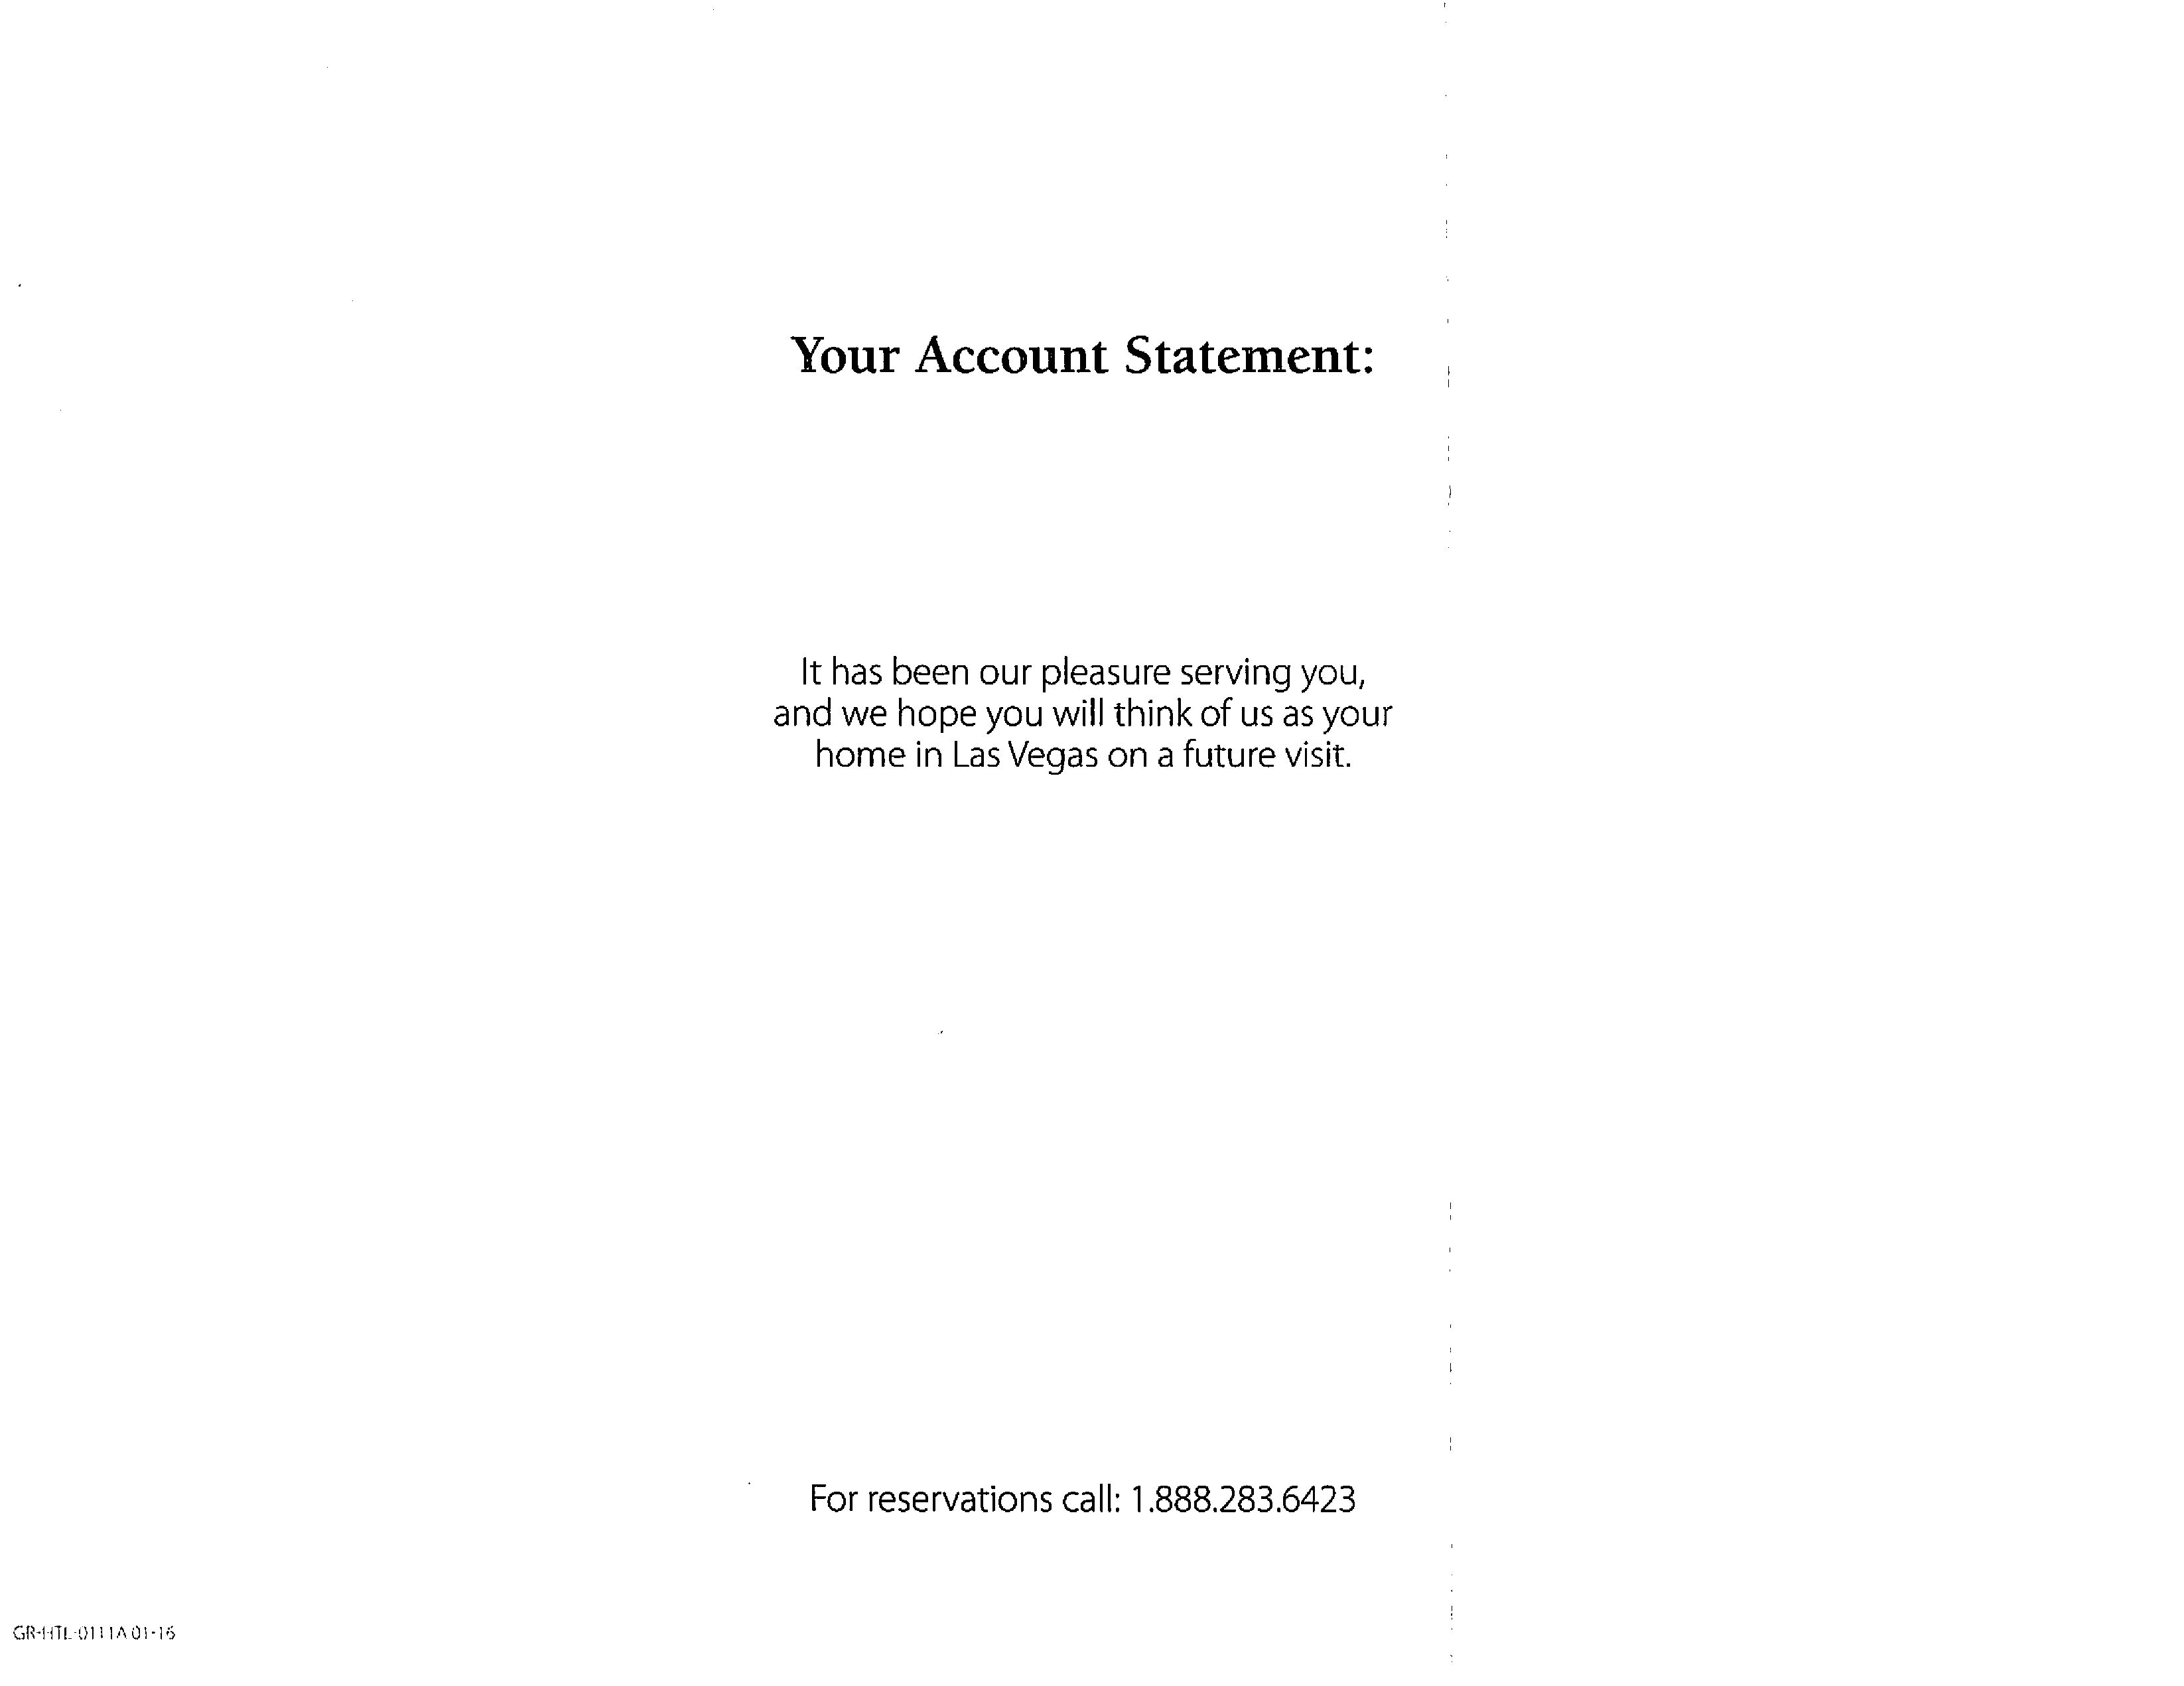 Your Account Statement:
It has been our pleasure serving you,
and we hope you will think of us as your
home in Las Vegas on a future visit.
For reservations call: 1.888.283.6423
GR-HTL-0111A 01-16